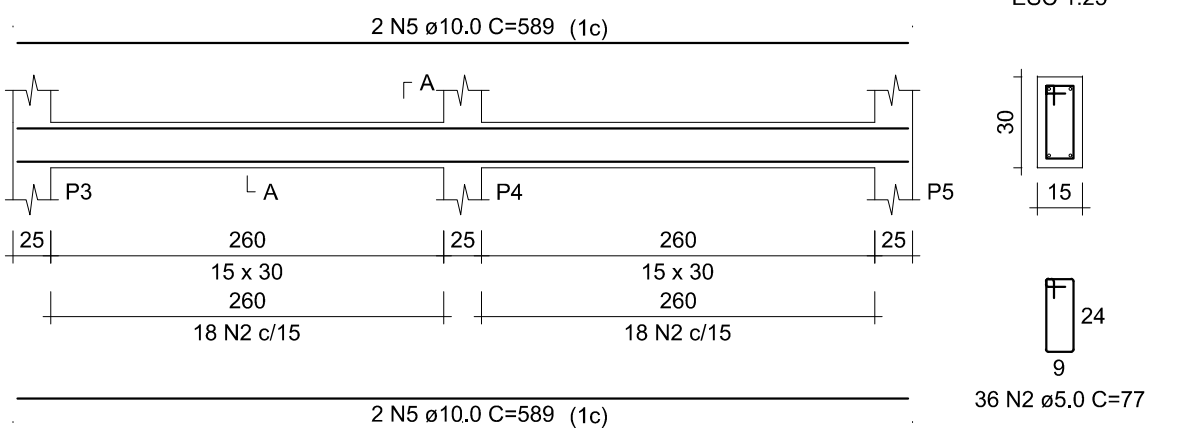 ESC 1:25
2 N5 ø10.0 C=589 (1c)
A
30
P3
A
P4
P5
15
25
260
25
260
25
15 x 30
15 x 30
260
260
18 N2 c/15
18 N2 c/15
24
9
36 N2 ø5.0 C=77
2 N5 ø10.0 C=589 (1c)